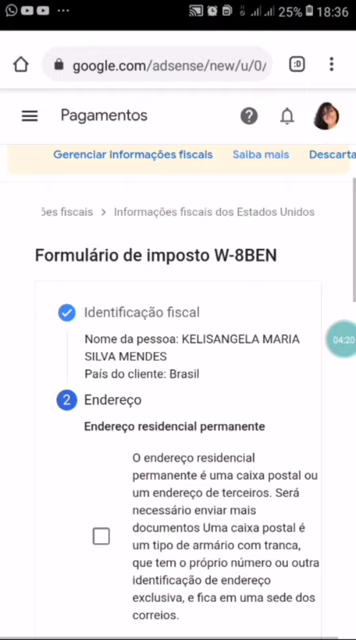 25% 18:36
google.com/adsense/new/u/0/
:D
Pagamentos
Gerenciar informações fiscais Saiba mais Descarta
ões fiscais > Informações fiscais dos Estados Unidos
Formulário de imposto W-8BEN
Identificação fiscal
Nome da pessoa: KELISANGELA MARIA
SILVA MENDES
País do cliente: Brasil
04:20
2 Endereço
Endereço residencial permanente
O endereço residencial
permanente é uma caixa postal ou
um endereço de terceiros. Será
necessário enviar mais
documentos Uma caixa postal é
um tipo de armário com tranca,
que tem o próprio número ou outra
identificação de endereço
exclusiva, e fica em uma sede dos
correios.